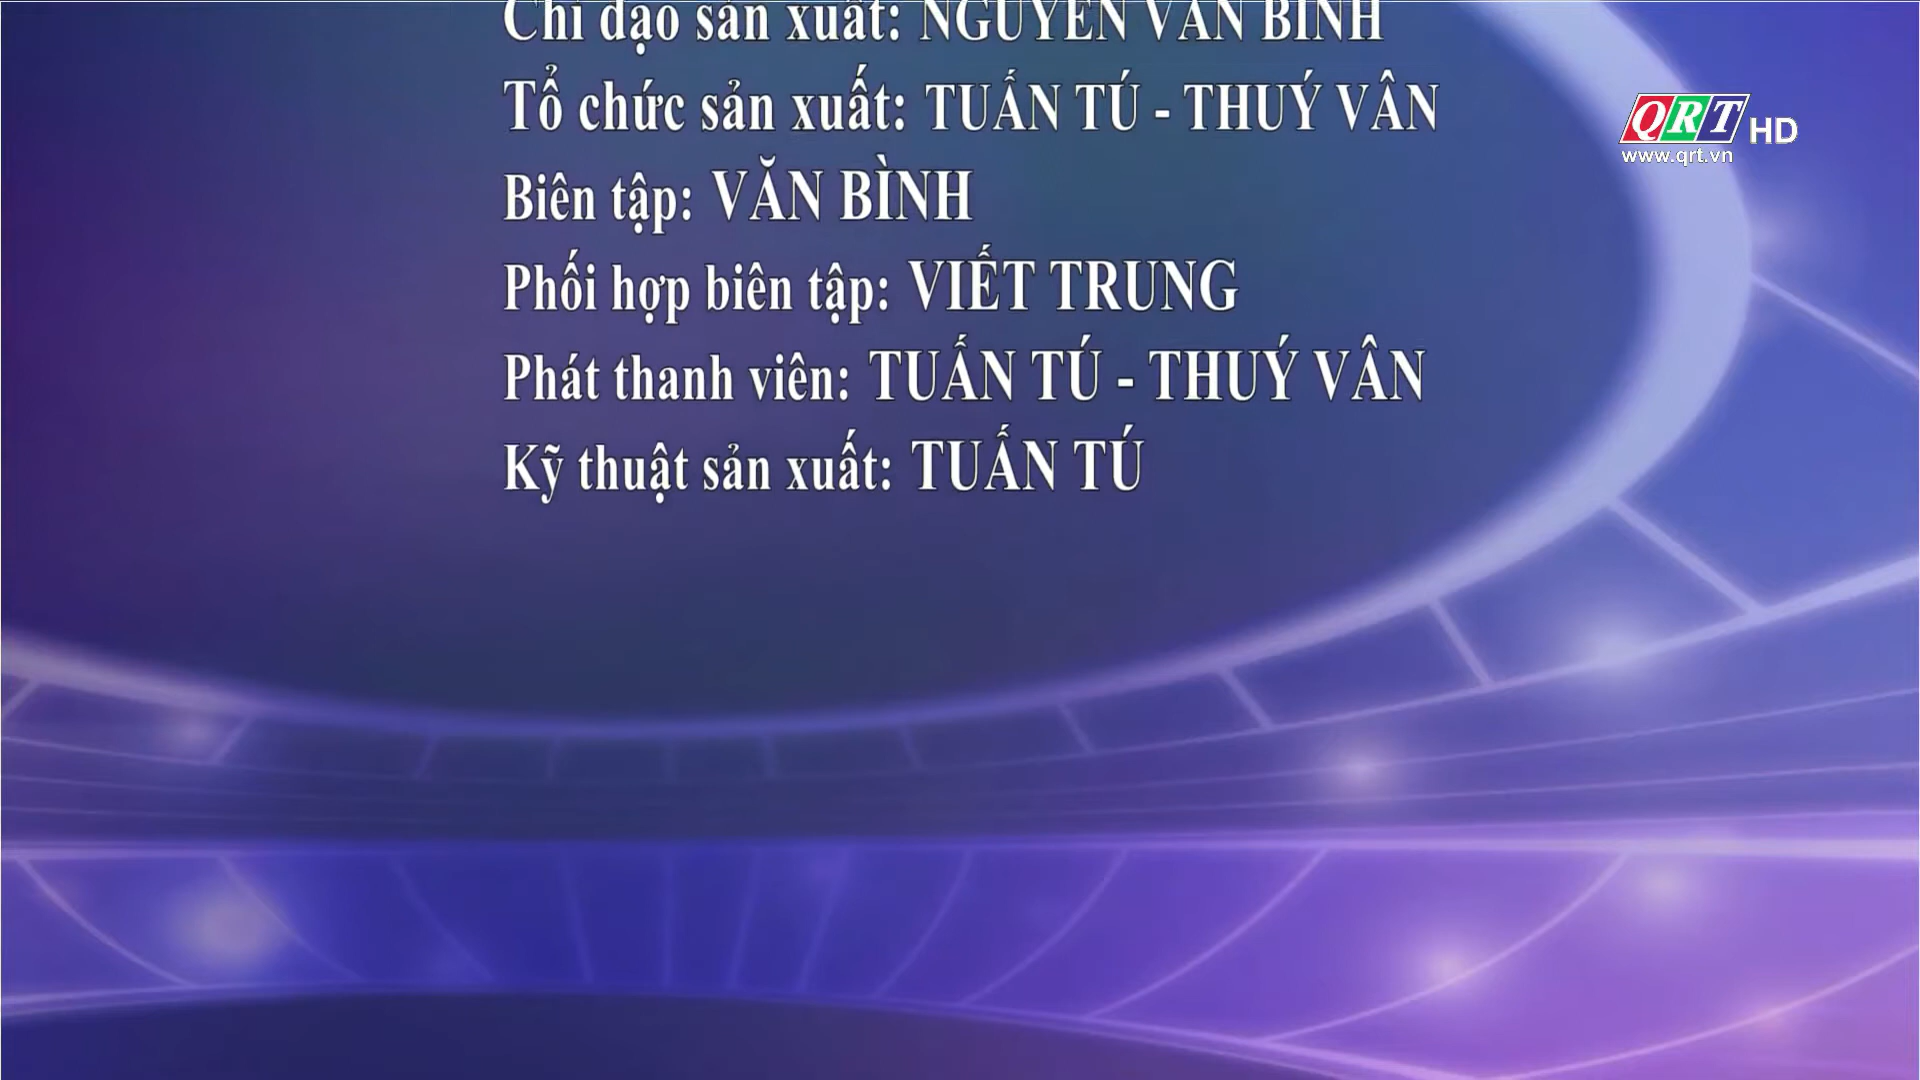 Chỉ đạo sản xuất: NGUYỄN VĂN BÌNH
Tổ chức sản xuất: TUẤN TÚ - THUÝ VÂN
QRT HD
www.qrt.vn
Biên tập: VĂN BÌNH
Phối hợp biên tập: VIẾT TRUNG
Phát thanh viên: TUẤN TÚ - THUÝ VÂN
Kỹ thuật sản xuất: TUẤN TÚ